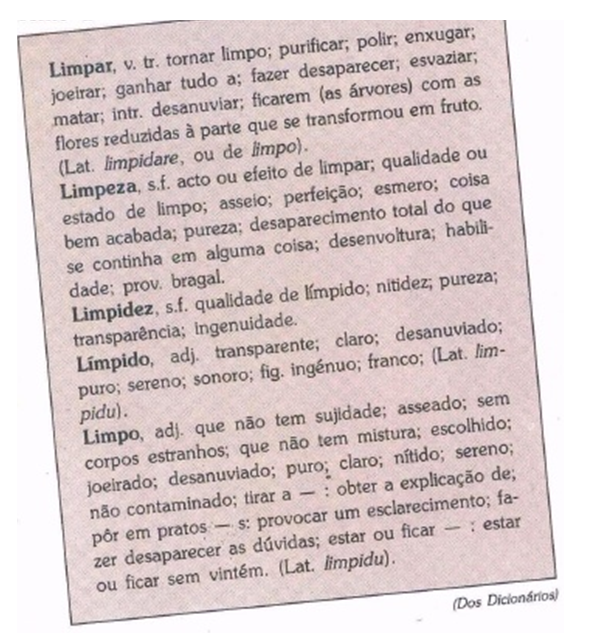 Limpar, v. tr. tornar limpo; purificar; polir; enxugar;
joeirar; ganhar tudo a; fazer desaparecer; esvaziar;
matar; intr. desanuviar; ficarem (as árvores) com as
flores reduzidas à parte que se transformou em fruto.
(Lat. limpidare, ou de limpo).
Limpeza, s.f. acto ou efeito de limpar; qualidade ou
estado de limpo; asseio; perfeição; esmero; coisa
bem acabada; pureza; desaparecimento total do que
se continha em alguma coisa; desenvoltura; habili-
dade; prov. bragal.
Limpidez, s.f. qualidade de límpido; nitidez; pureza;
transparência; ingenuidade.
Límpido, adj. transparente; claro; desanuviado;
puro; sereno; sonoro; fig. ingénuo; franco; (Lat. lim-
pidu).
Limpo, adj. que não tem sujidade; asseado; sem
corpos estranhos; que não tem mistura; escolhido;
joeirado; desanuviado; puro; claro; nítido; sereno;
não contaminado; tirar a — : obter a explicação de;
pôr em pratos — s: provocar um esclarecimento; fa-
zer desaparecer as dúvidas; estar ou ficar — : estar
ou ficar sem vintém. (Lat. limpidu).
(Dos Dicionários)